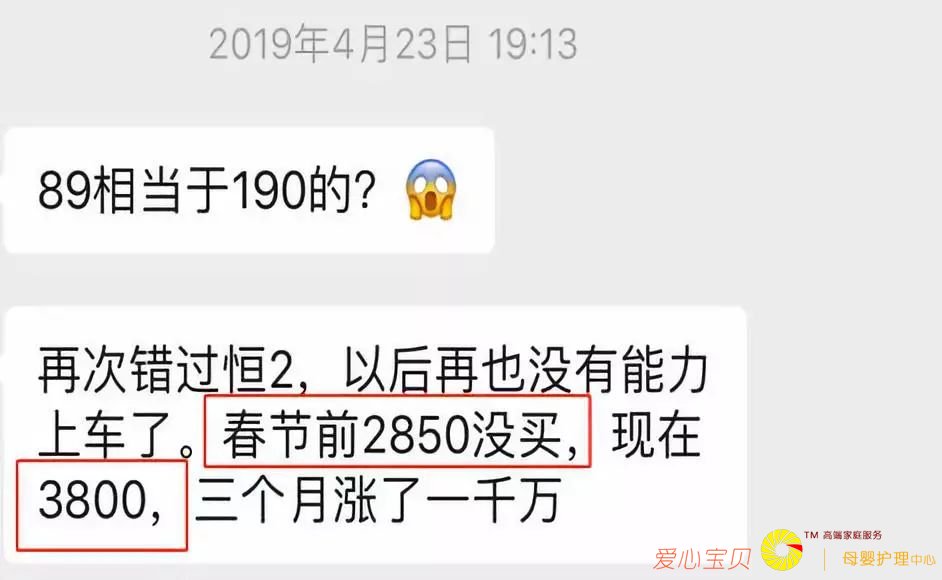 2019年4月23日 19:13
89相当于190的?😱
再次错过恒2，以后再也没有能力
上车了。春节前2850没买，现在
3800，三个月涨了一千万
爱心宝贝 TM 高端家庭服务
母婴护理中心